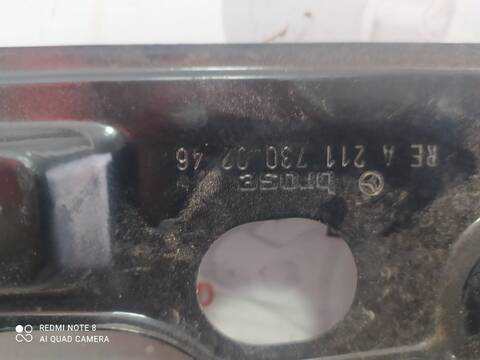 RE A 211 730 02 46
brose
REDMI NOTE 8
AI QUAD CAMERA